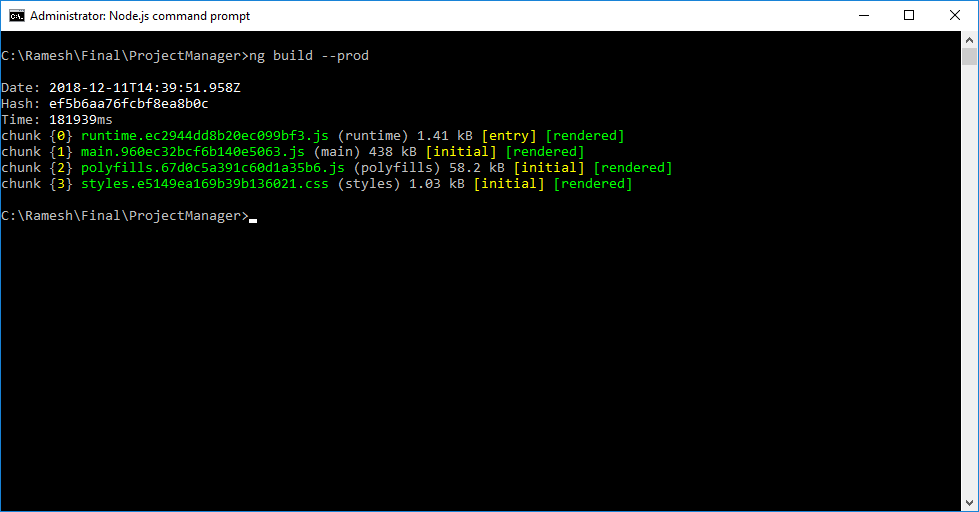 Administrator: Node.js command prompt
C:\Ramesh\Final\ProjectManager>ng build --prod
Date: 2018-12-11T14:39:51.958Z
Hash: ef5b6aa76fcbf8ea8b0c
Time: 181939ms
chunk {0} runtime.ec2944dd8b20ec099bf3.js (runtime) 1.41 kB [entry] [rendered]
chunk {1} main.960ec32bcf6b140e5063.js (main) 438 kB [initial] [rendered]
chunk {2} polyfills.67d0c5a391c60d1a35b6.js (polyfills) 58.2 kB [initial] [rendered]
chunk {3} styles.e5149ea169b39b136021.css (styles) 1.03 kB [initial] [rendered]
C:\Ramesh\Final\ProjectManager>